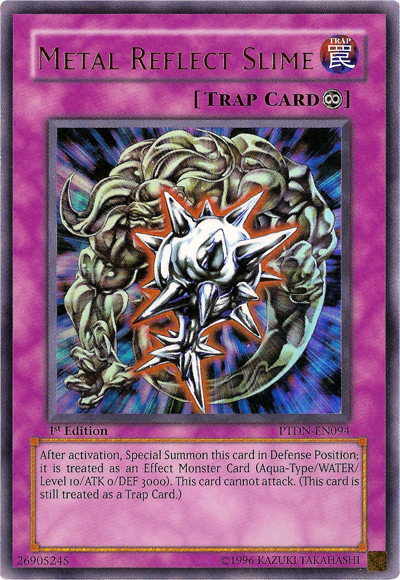 METAL REFLECT SLIME
TRAP
罠
[TRAP CARD∞]
1st Edition
PTDN-EN094
After activation, Special Summon this card in Defense Position;
it is treated as an Effect Monster Card (Aqua-Type/WATER/
Level 10/ATK 0/DEF 3000). This card cannot attack. (This card is
still treated as a Trap Card.)
26905245
©1996 KAZUKI TAKAHASHI